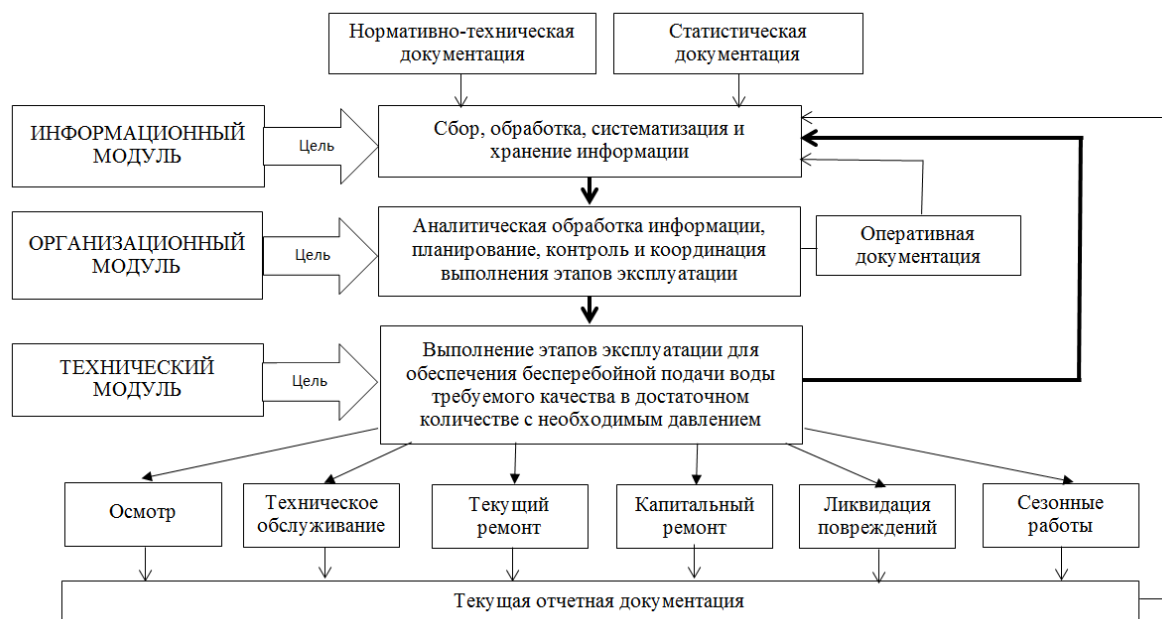 Нормативно-техническая
документация
Статистическая
документация
ИНФОРМАЦИОННЫЙ
МОДУЛЬ
Цель
Сбор, обработка, систематизация и
хранение информации
ОРГАНИЗАЦИОННЫЙ
МОДУЛЬ
Цель
Аналитическая обработка информации,
планирование, контроль и координация
выполнения этапов эксплуатации
Оперативная
документация
ТЕХНИЧЕСКИЙ
МОДУЛЬ
Цель
Выполнение этапов эксплуатации для
обеспечения бесперебойной подачи воды
требуемого качества в достаточном
количестве с необходимым давлением
Осмотр
Техническое
обслуживание
Текущий
ремонт
Капитальный
ремонт
Ликвидация
повреждений
Сезонные
работы
Текущая отчетная документация